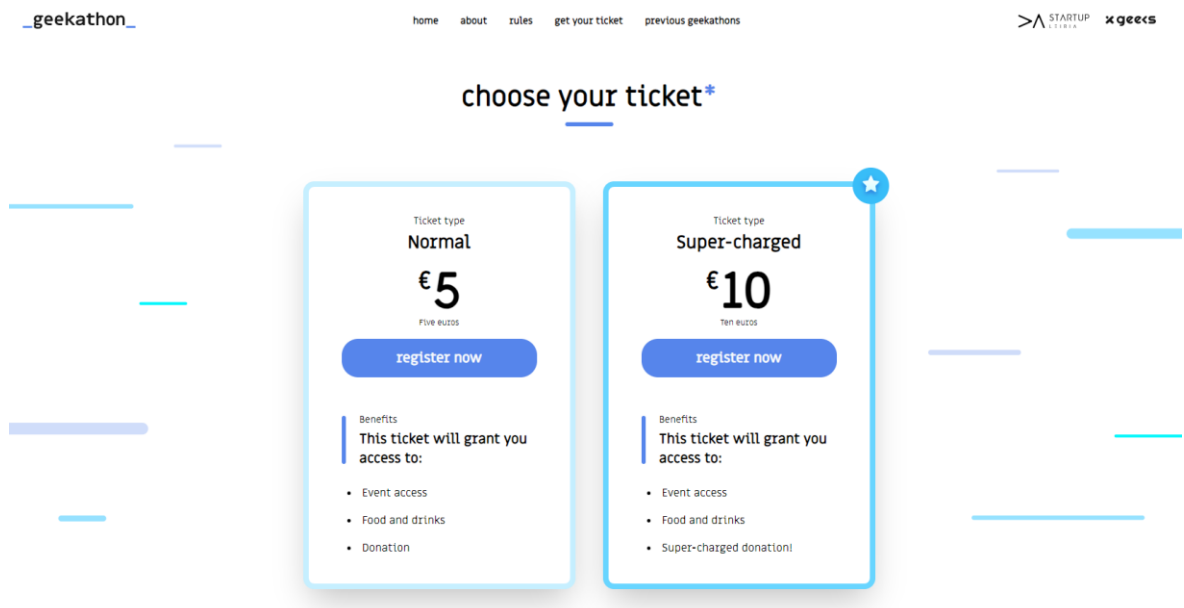 _geekathon_
home about rules get your ticket previous geekathons
STARTUP
xgeeks
choose your ticket*
Ticket type
Normal
€5
Five euros
register now
Benefits
This ticket will grant you
access to:
• Event access
• Food and drinks
• Donation
Ticket type
Super-charged
€10
Ten euros
register now
Benefits
This ticket will grant you
access to:
• Event access
• Food and drinks
• Super-charged donation!